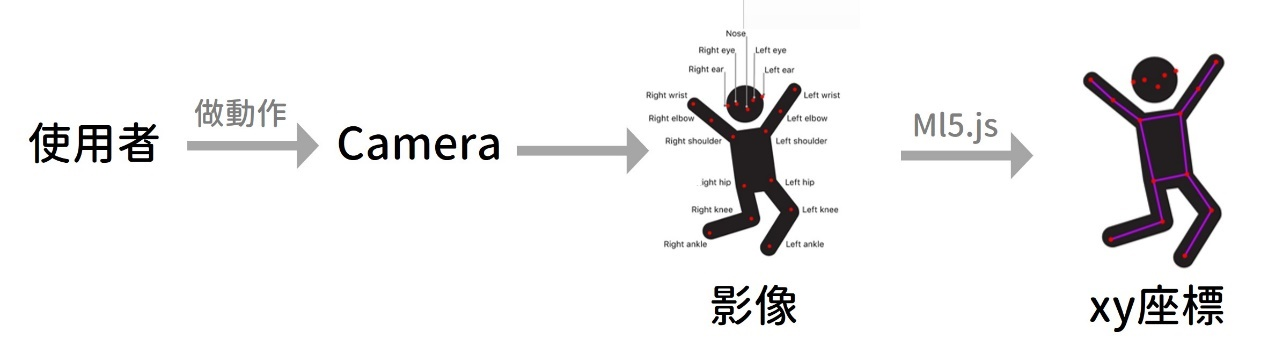 使用者
做動作
Camera
Nose
Right eye
Left eye
Right ear
Left ear
Right wrist
Left wrist
Right elbow
Left elbow
Right shoulder
Left shoulder
ight hip
Left hip
Right knee
Left knee
Right ankle
Left ankle
影像
Ml5.js
xy座標